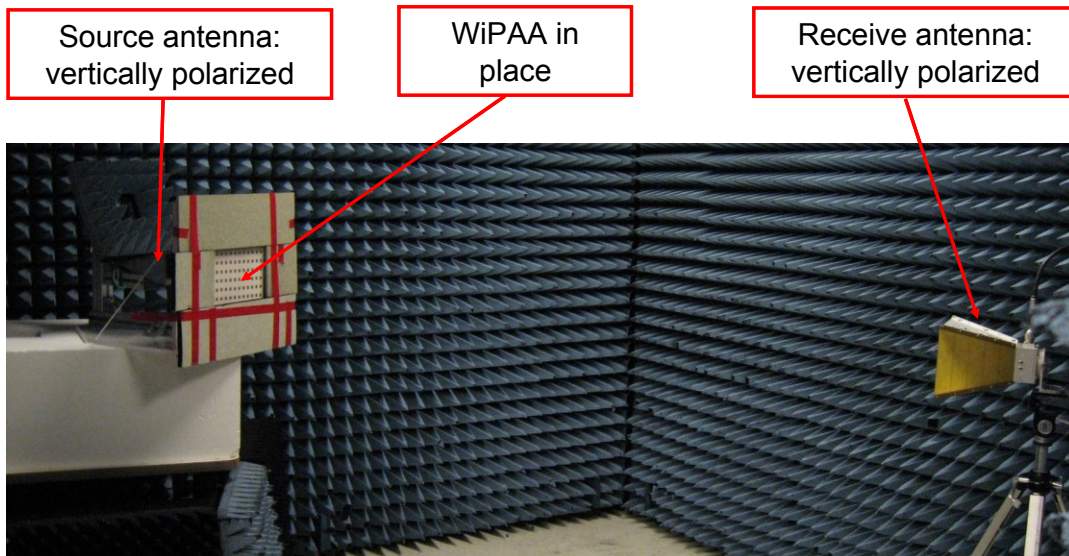 Source antenna:
vertically polarized
WiPAA in
place
Receive antenna:
vertically polarized